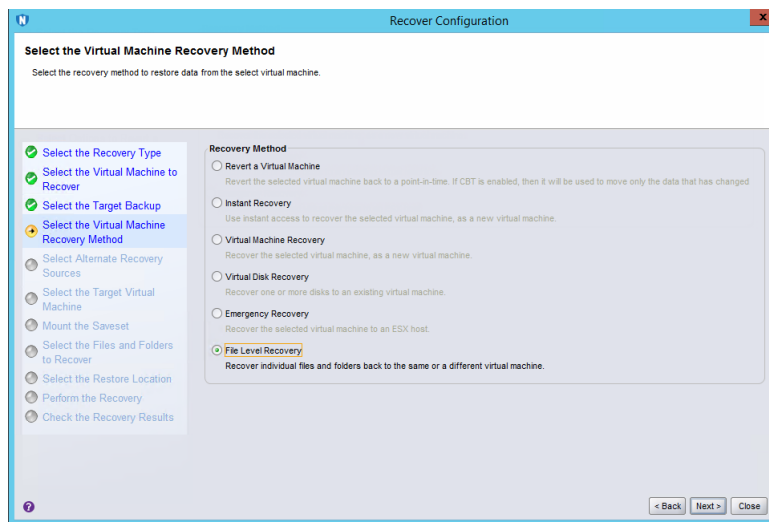 N
Recover Configuration
x
Select the Virtual Machine Recovery Method
Select the recovery method to restore data from the select virtual machine.
Select the Recovery Type
Select the Virtual Machine to
Recover
Select the Target Backup
Select the Virtual Machine
Recovery Method
Select Alternate Recovery
Sources
Select the Target Virtual
Machine
Mount the Saveset
Select the Files and Folders
to Recover
Select the Restore Location
Perform the Recovery
Check the Recovery Results
Recovery Method
Revert a Virtual Machine
Revert the selected virtual machine back to a point-in-time. If CBT is enabled, then it will be used to move only the data that has changed
Instant Recovery
Use instant access to recover the selected virtual machine, as a new virtual machine.
Virtual Machine Recovery
Recover the selected virtual machine, as a new virtual machine.
Virtual Disk Recovery
Recover one or more disks to an existing virtual machine.
Emergency Recovery
Recover the selected virtual machine to an ESX host.
File Level Recovery
Recover individual files and folders back to the same or a different virtual machine.
?
< Back
Next >
Close